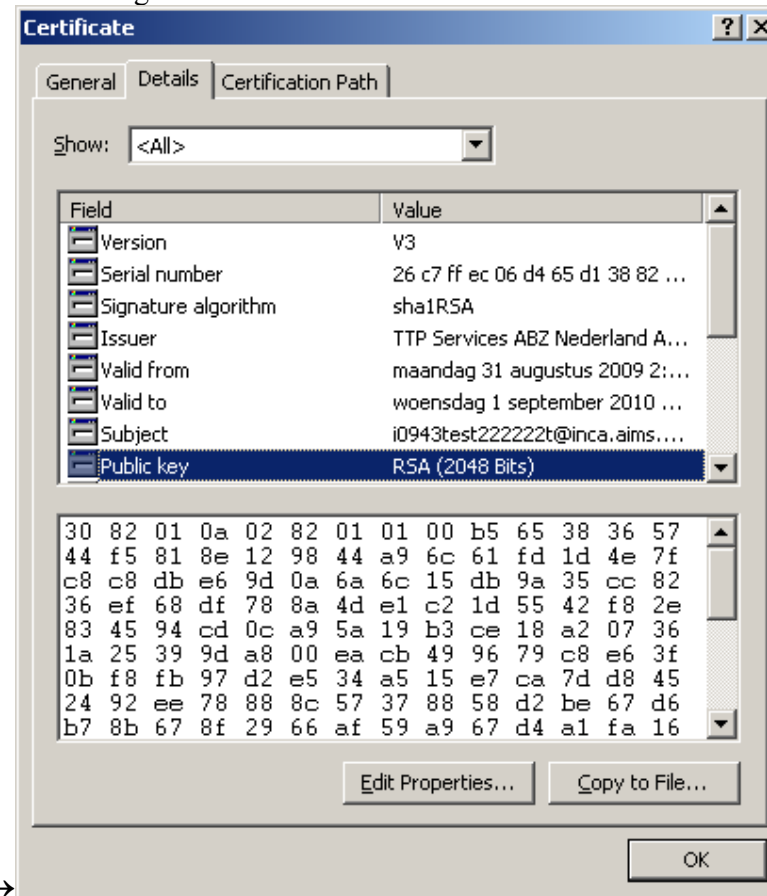 Certificate
General Details Certification Path
Show: <All>
Field Value
Version V3
Serial number 26 c7 ff ec 06 d4 65 d1 38 82 ...
Signature algorithm sha1RSA
Issuer TTP Services ABZ Nederland A...
Valid from maandag 31 augustus 2009 2:...
Valid to woensdag 1 september 2010 ...
Subject i0943test222222t@inca.aims....
Public key RSA (2048 Bits)
30 82 01 0a 02 82 01 01 00 b5 65 38 36 57
44 f5 81 8e 12 98 44 a9 6c 61 fd 1d 4e 7f
c8 c8 db e6 9d 0a 6a 6c 15 db 9a 35 cc 82
36 ef 68 df 78 8a 4d e1 c2 1d 55 42 f8 2e
83 45 94 cd 0c a9 5a 19 b3 ce 18 a2 07 36
1a 25 39 9d a8 00 ea cb 49 96 79 c8 e6 3f
0b f8 fb 97 d2 e5 34 a5 15 e7 ca 7d d8 45
24 92 ee 78 88 8c 57 37 88 58 d2 be 67 d6
b7 8b 67 8f 29 66 af 59 a9 67 d4 a1 fa 16
Edit Properties... Copy to File...
OK